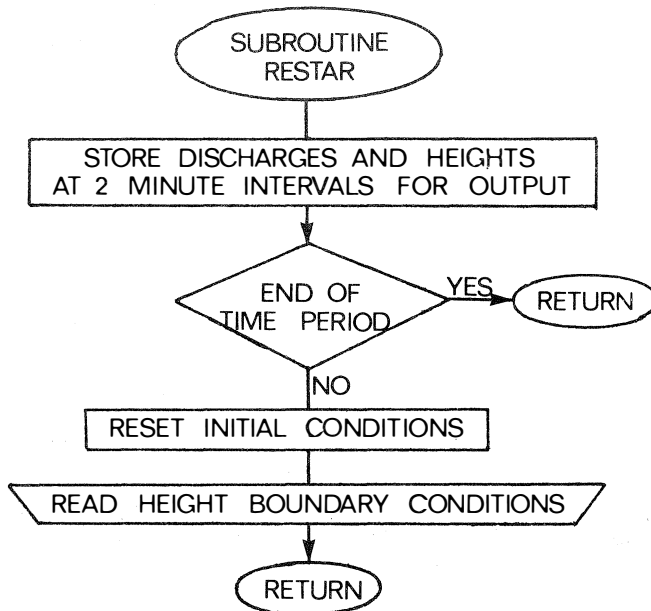 SUBROUTINE
RESTAR
STORE DISCHARGES AND HEIGHTS
AT 2 MINUTE INTERVALS FOR OUTPUT
END OF
TIME PERIOD
YES
RETURN
NO
RESET INITIAL CONDITIONS
READ HEIGHT BOUNDARY CONDITIONS
RETURN